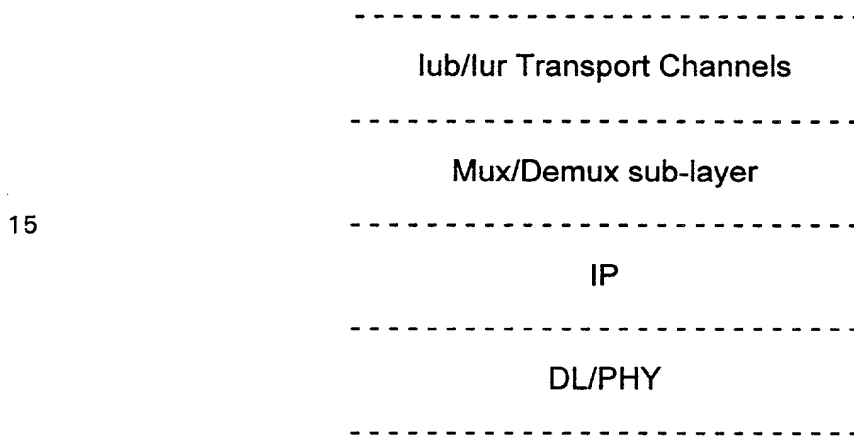 Iub/Iur Transport Channels
Mux/Demux sub-layer
15
IP
DL/PHY